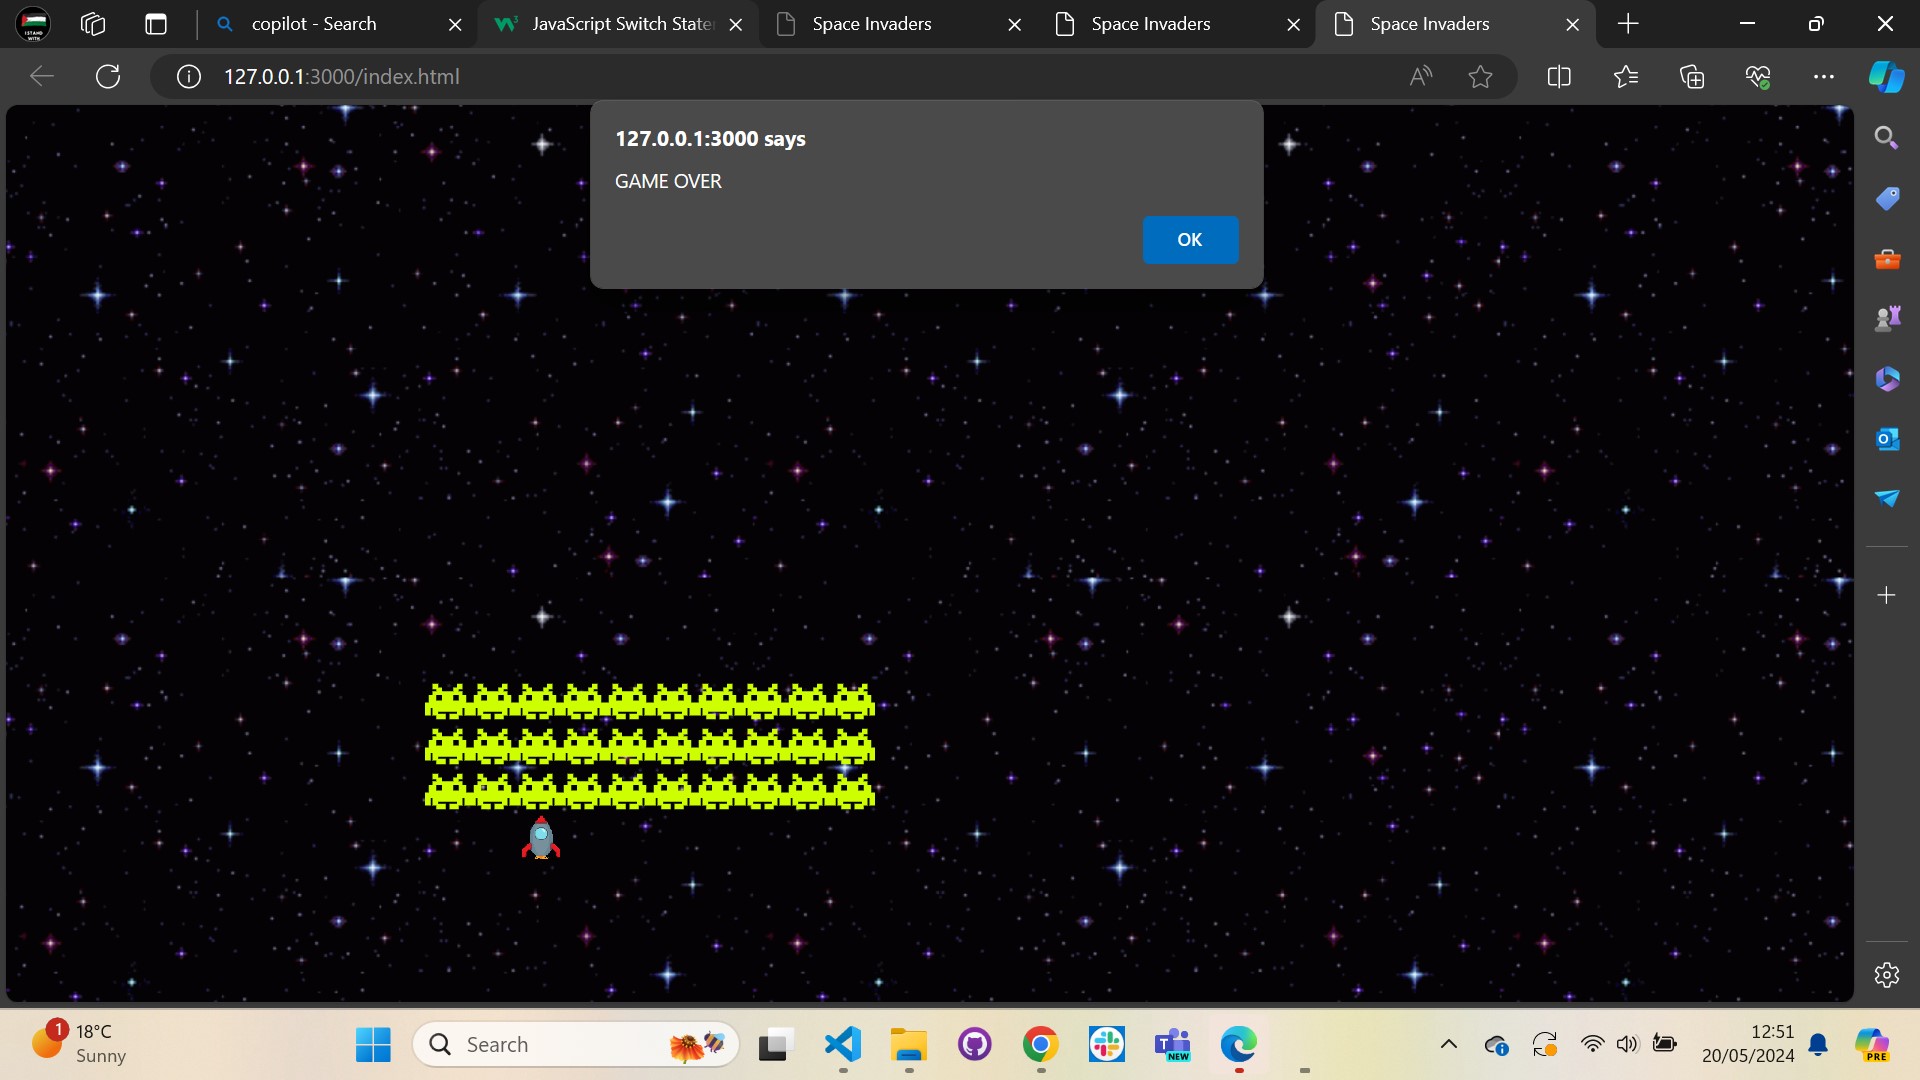 copilot - Search
JavaScript Switch State
Space Invaders
Space Invaders
Space Invaders
127.0.0.1:3000/index.html
127.0.0.1:3000 says
GAME OVER
OK
1
18°C
Sunny
Search
NEW
12:51
20/05/2024
PRE